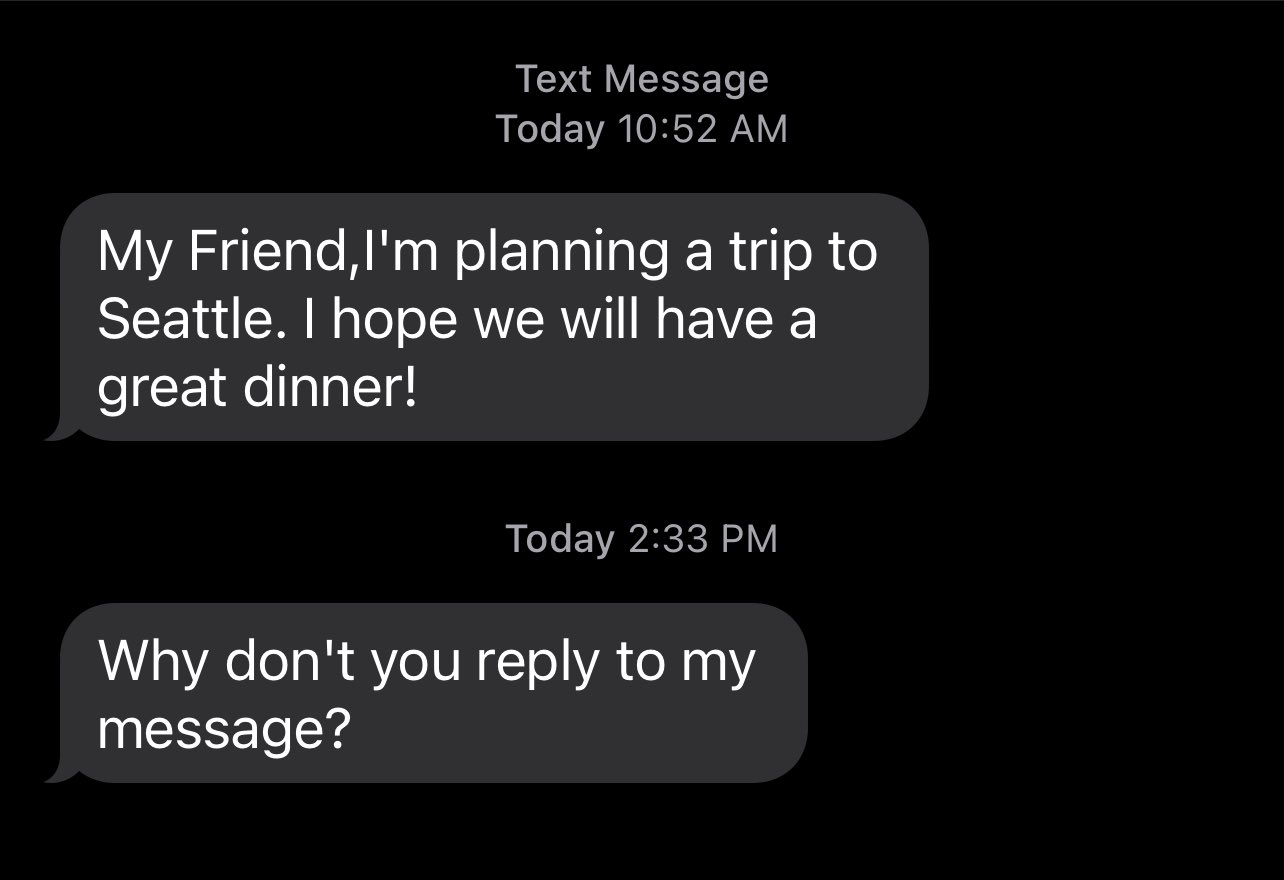 Text Message
Today 10:52 AM
My Friend,I'm planning a trip to
Seattle. I hope we will have a
great dinner!
Today 2:33 PM
Why don't you reply to my
message?